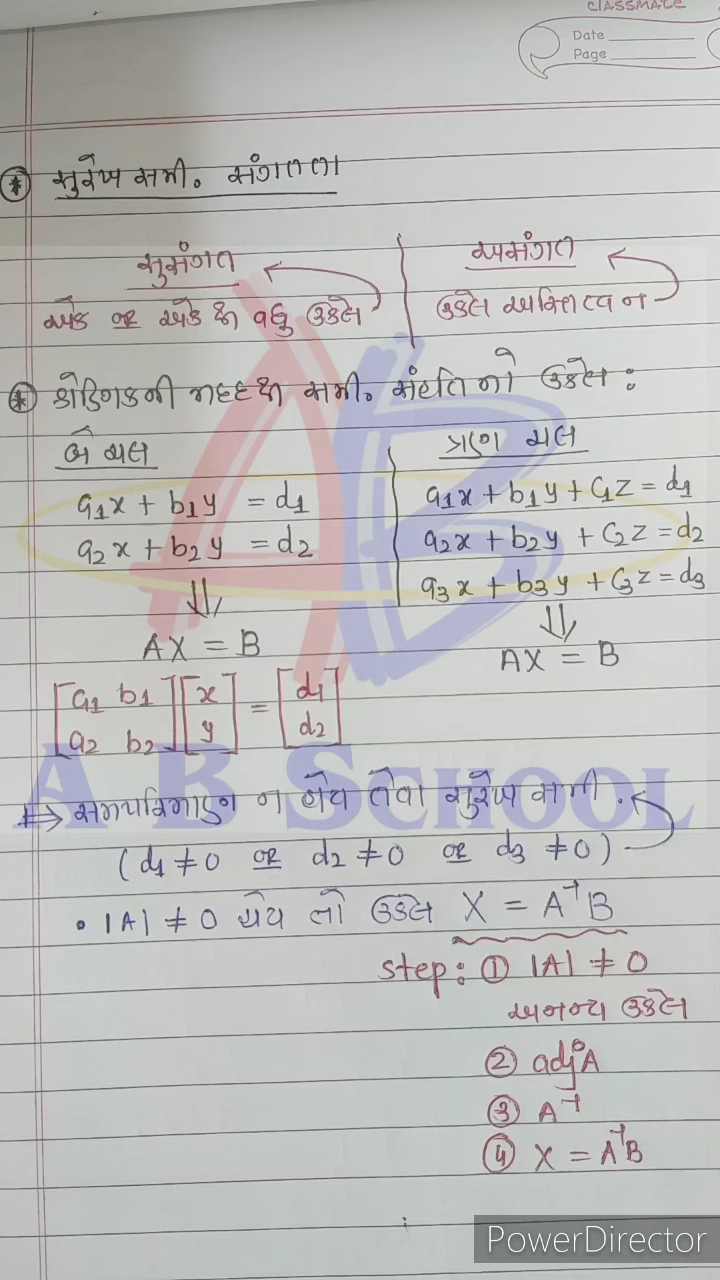 CLASSMATE
Date
Page
* સુરેખ સમી. સંગતતા
સુસંગત
એક or એક થી વધુ ઉકેલ
અસંગત
ઉકેલ અસ્તિત્વ ન
* શ્રેણિકની મદદથી સમી. સંહતિનો ઉકેલ :
બે ચલ
a₁x + b₁y = d₁
a₂x + b₂y = d₂
⇓
AX = B
[a₁ b₁] [x] = [d₁]
[a₂ b₂] [y] [d₂]
ત્રણ ચલ
a₁x + b₁y + c₁z = d₁
a₂x + b₂y + c₂z = d₂
a₃x + b₃y + c₃z = d₃
⇓
AX = B
A B SCHOOL
⇒ સમપરિમાણ ન હોય તેવા સુરેખ સમી.
(d₁ ≠ 0 or d₂ ≠ 0 or d₃ ≠ 0)
• |A| ≠ 0 હોય તો ઉકેલ X = A⁻¹B
step: ① |A| ≠ 0
અનન્ય ઉકેલ
② adj A
③ A⁻¹
④ X = A⁻¹B
PowerDirector